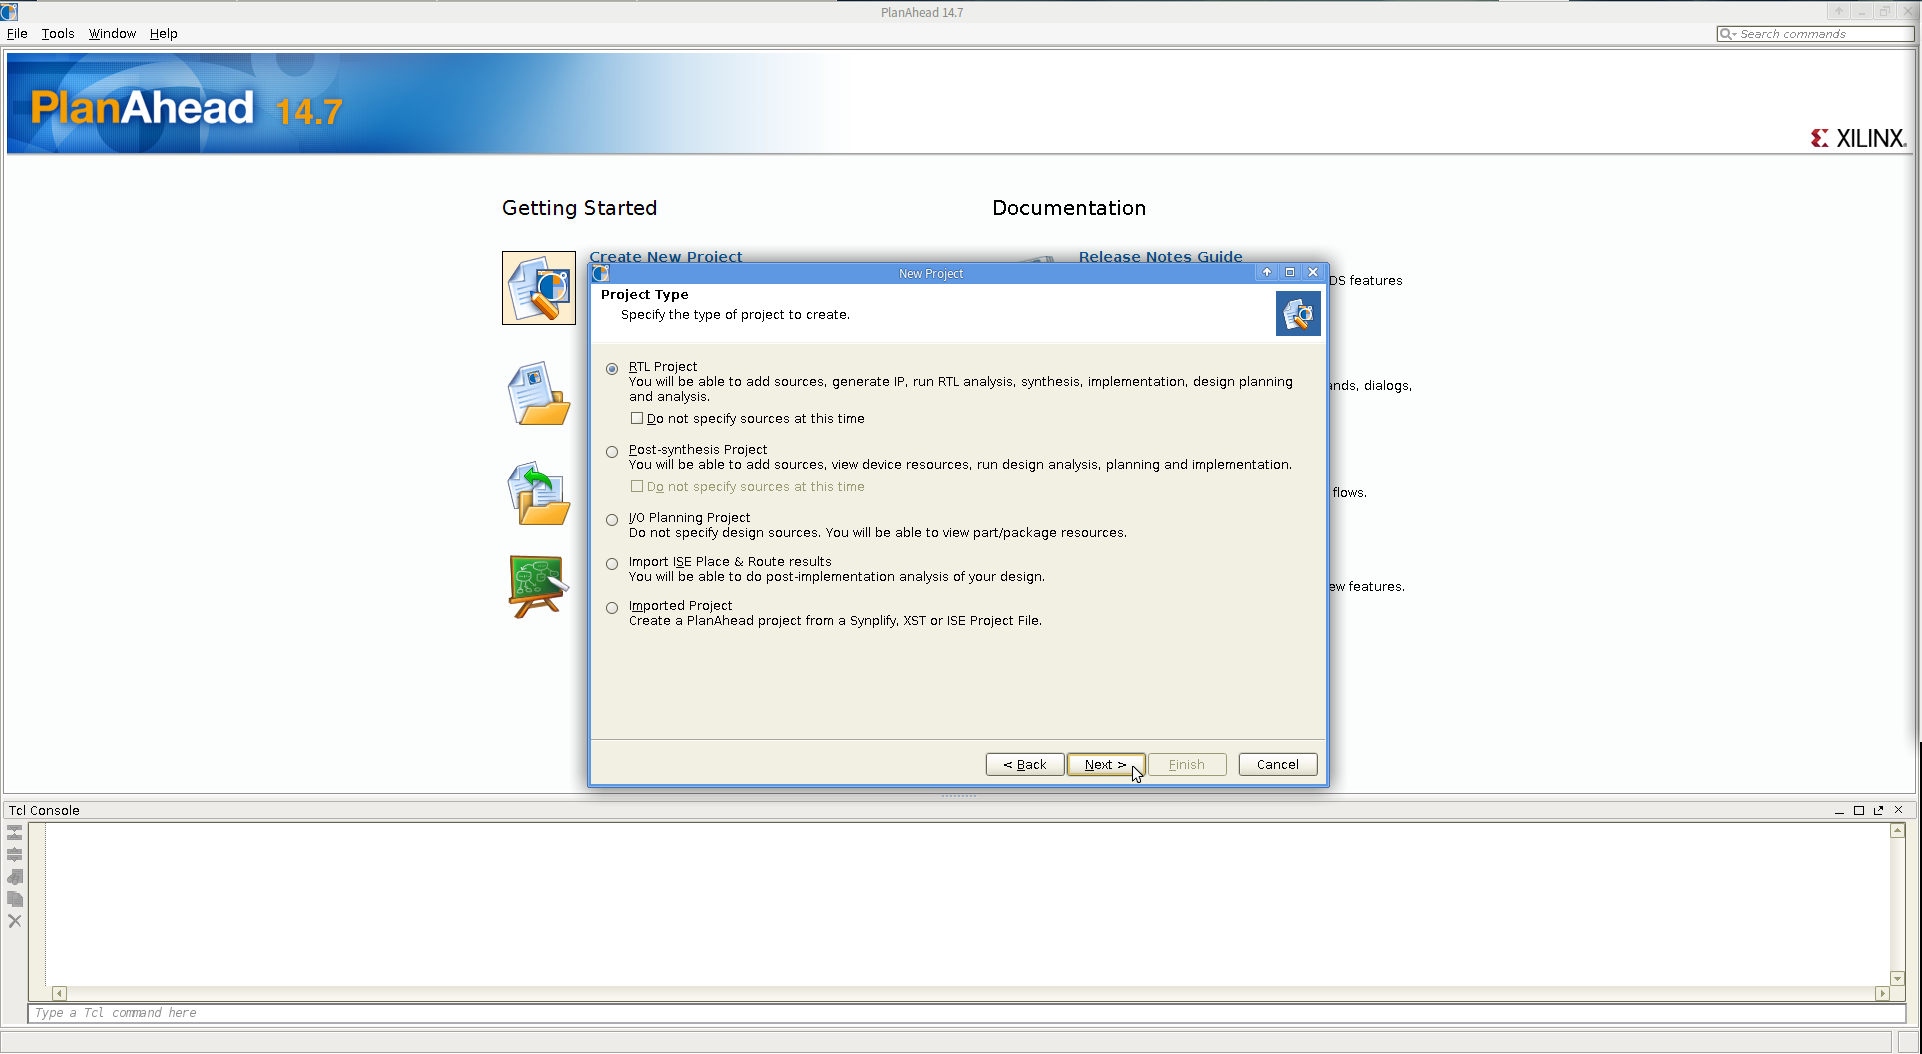 PlanAhead 14.7
File Tools Window Help
Search commands
PlanAhead 14.7
XILINX
Getting Started
Documentation
Create New Project
Release Notes Guide
DS features
New Project
Project Type
Specify the type of project to create.
RTL Project
You will be able to add sources, generate IP, run RTL analysis, synthesis, implementation, design planning
and analysis.
Do not specify sources at this time
Post-synthesis Project
You will be able to add sources, view device resources, run design analysis, planning and implementation.
Do not specify sources at this time
I/O Planning Project
Do not specify design sources. You will be able to view part/package resources.
Import ISE Place & Route results
You will be able to do post-implementation analysis of your design.
Imported Project
Create a PlanAhead project from a Synplify, XST or ISE Project File.
ands, dialogs,
flows.
ew features.
< Back Next > Finish Cancel
Tcl Console
Type a Tcl command here